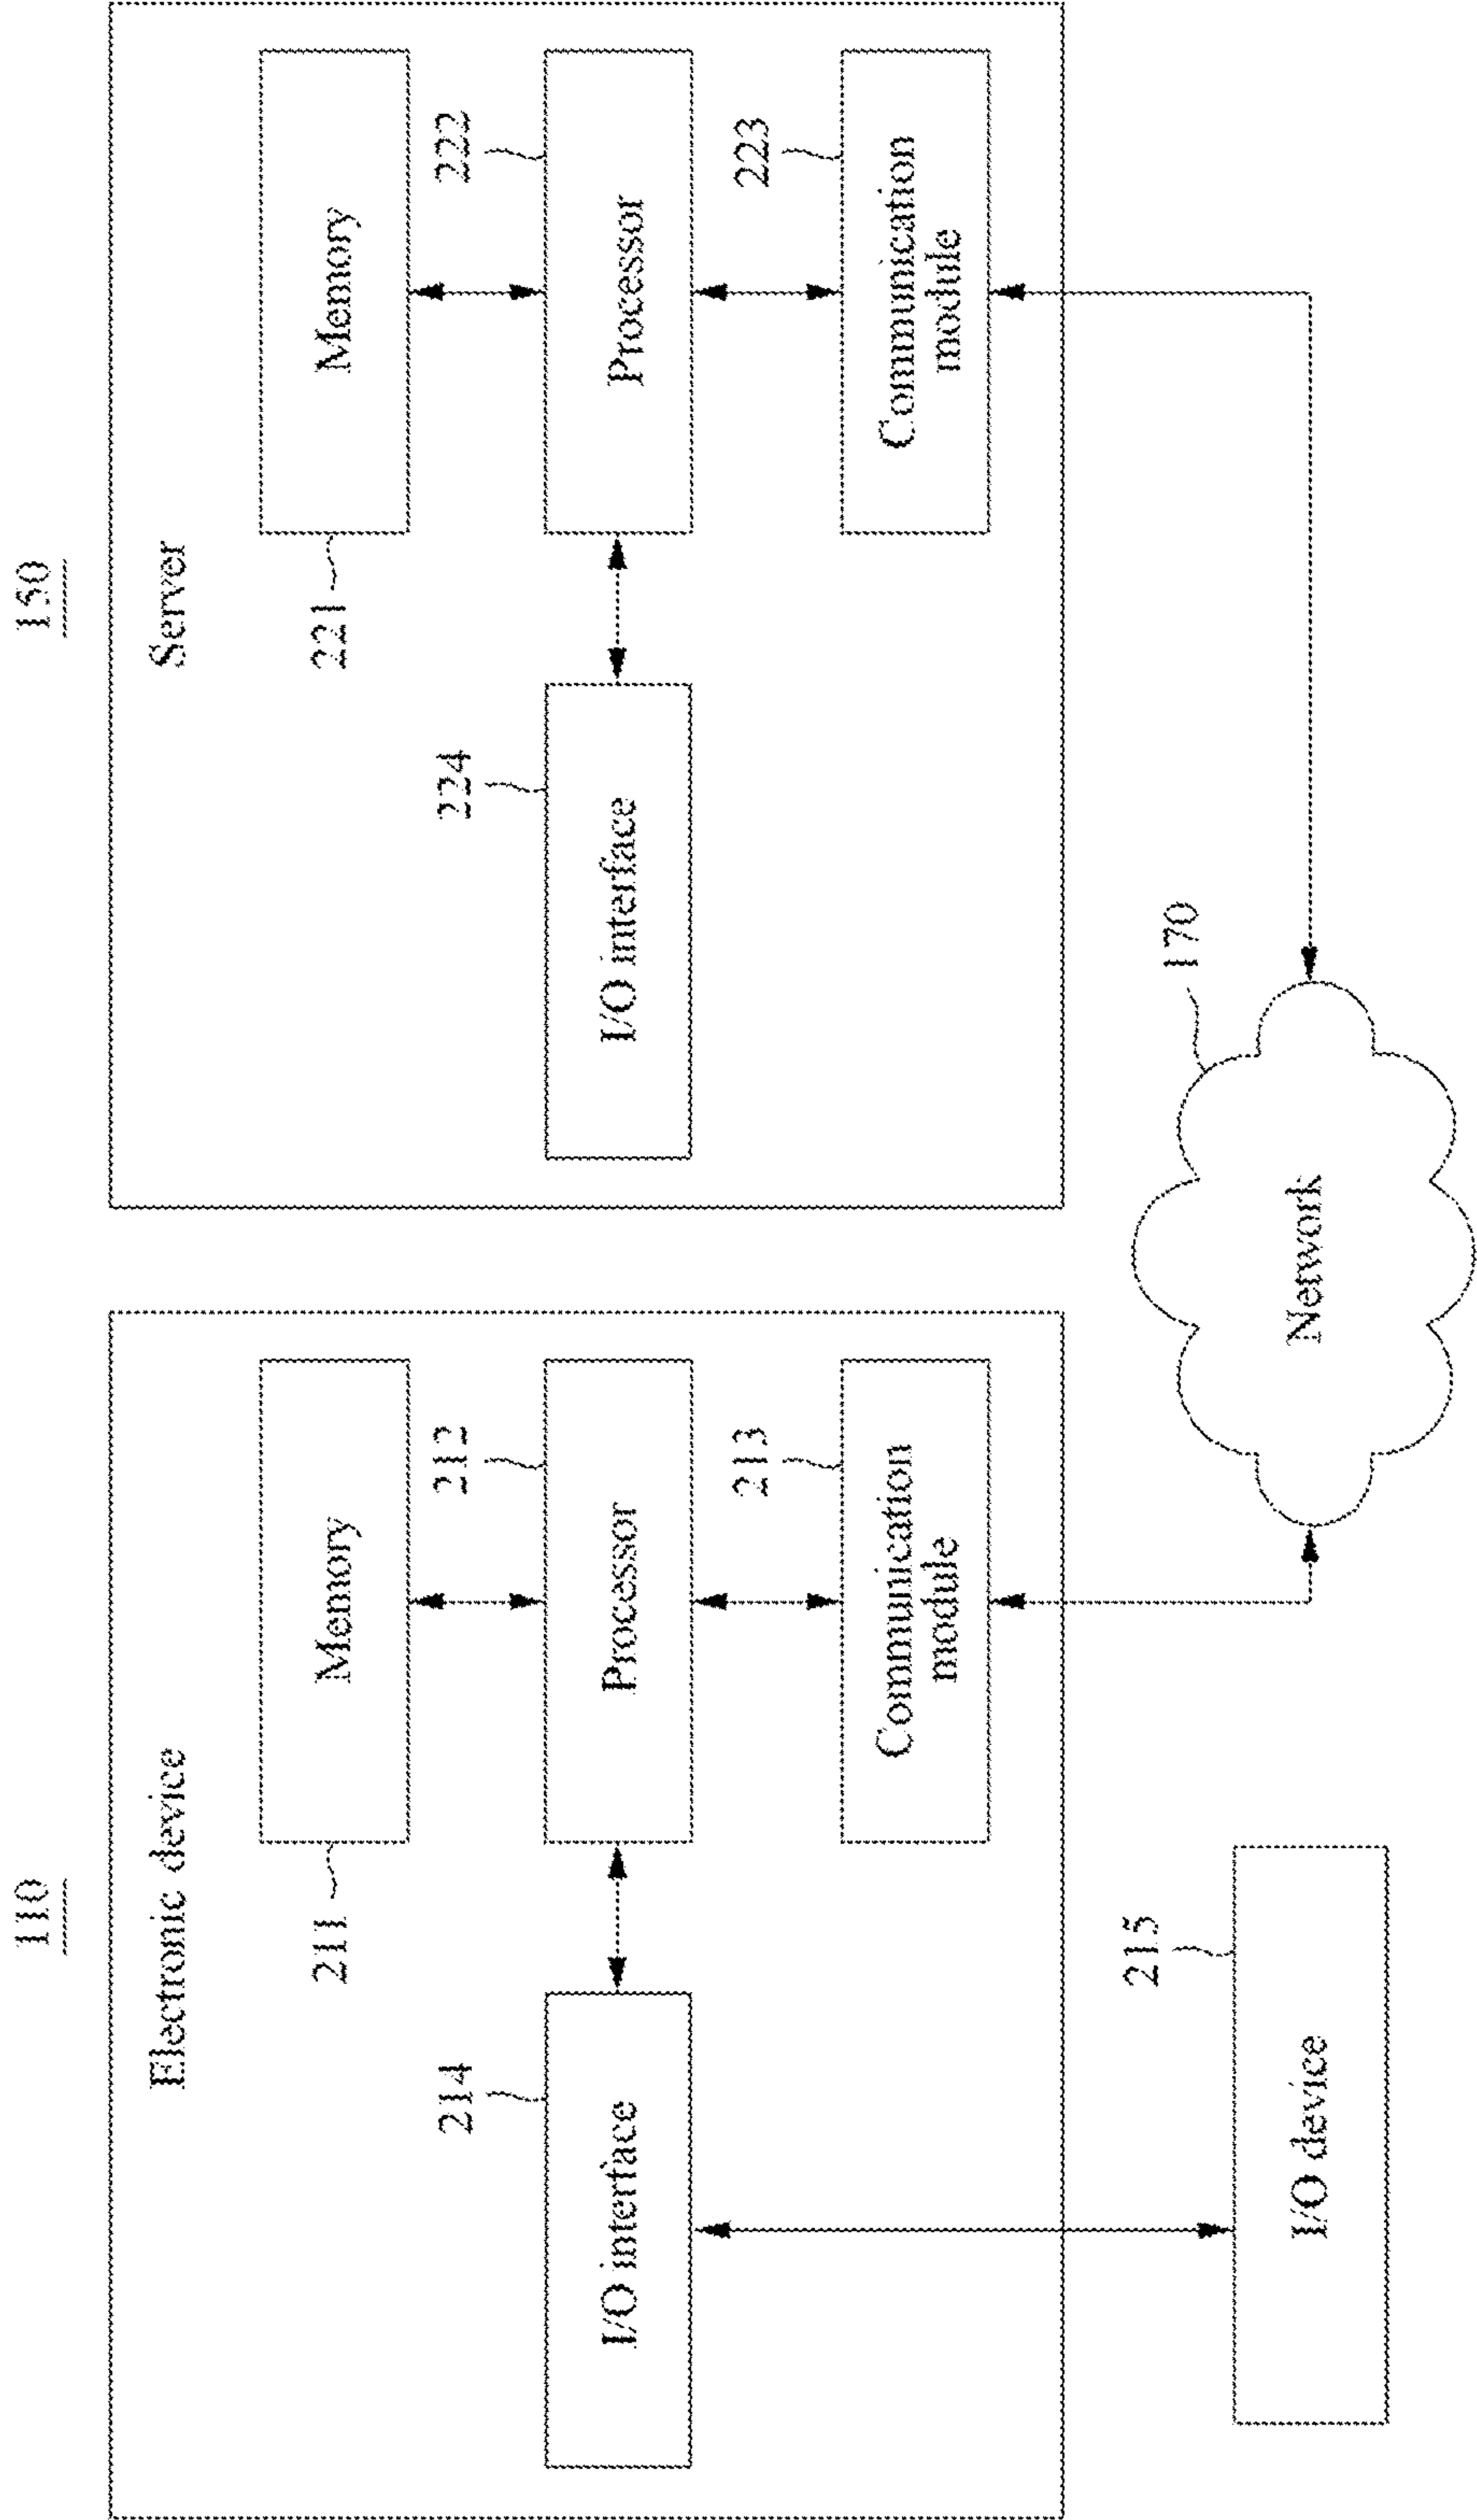 110
Electronic device
211
Memory
212
214
I/O interface
Processor
213
Communication
module
215
I/O device
150
Server
221
Memory
222
224
I/O interface
Processor
223
Communication
module
170
Network